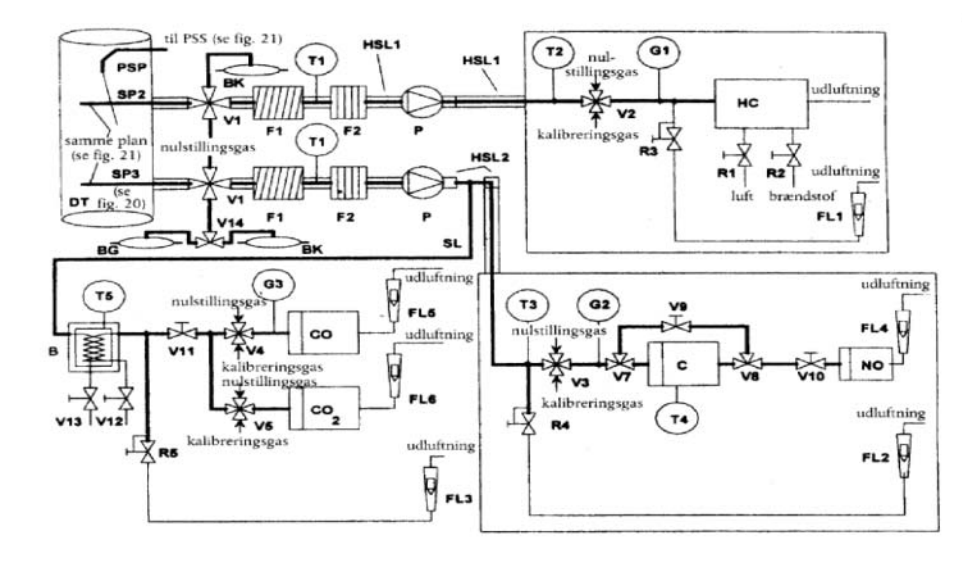 til PSS (se fig. 21)
PSP
SP2
samme plan
(se fig. 21)
SP3
(se
fig. 20)
DT
BK
V1
nulstillingsgas
T1
F1
F2
HSL1
P
HSL1
T1
V1
F1
F2
P
HSL2
V14
BG
BK
SL
T2
nul-
stillingsgas
G1
V2
kalibreringsgas
HC
udluftning
R3
R1
R2
luft
brændstof
udluftning
FL1
T5
B
V13
V12
V11
nulstillingsgas
G3
V4
CO
udluftning
FL5
kalibreringsgas
nulstillingsgas
V5
CO2
kalibreringsgas
udluftning
FL6
R5
udluftning
FL3
T3
nulstillingsgas
G2
V9
V3
V7
C
V8
V10
NO
udluftning
FL4
kalibreringsgas
T4
R4
udluftning
FL2